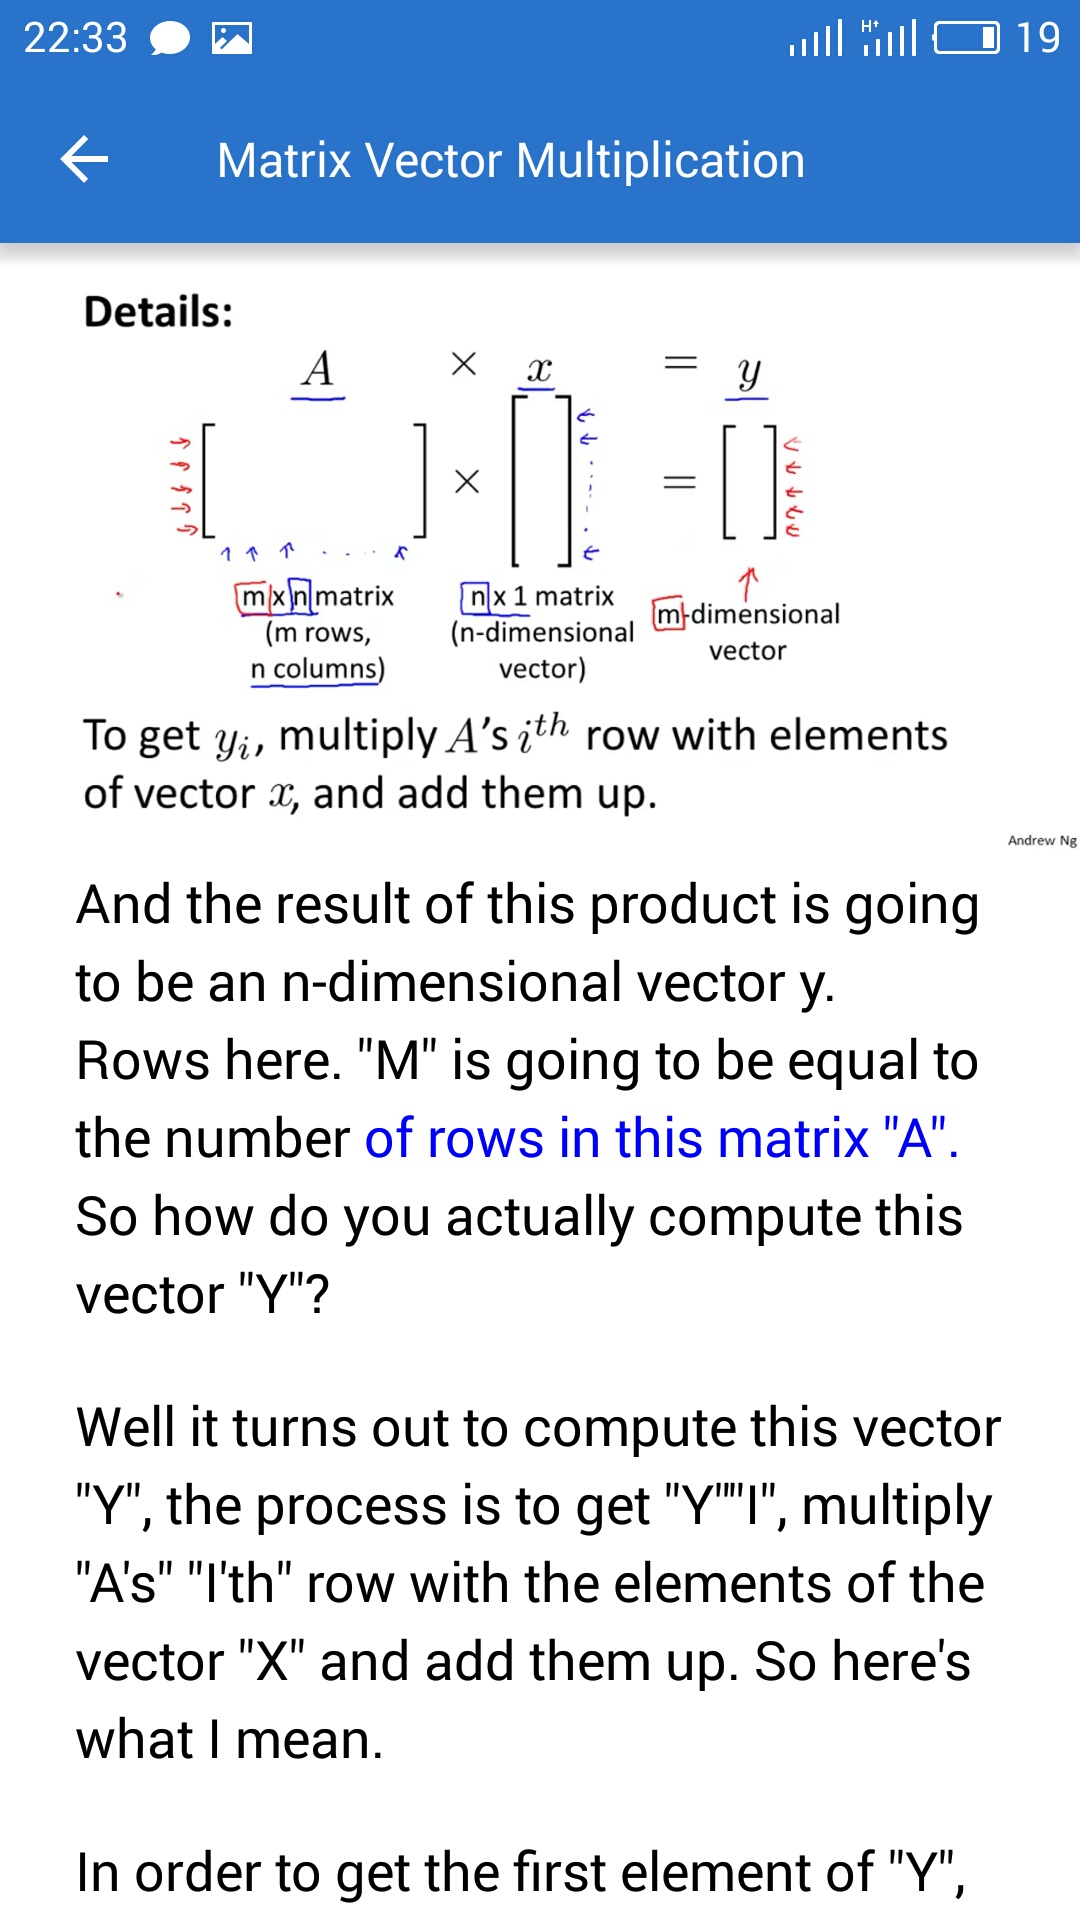 22:33 H+ 19
Matrix Vector Multiplication
Details:
A × x = y
[ ] × [ ] = [ ]
m x n matrix
(m rows,
n columns)
n x 1 matrix
(n-dimensional
vector)
m-dimensional
vector
To get yᵢ, multiply A's iᵗʰ row with elements
of vector x, and add them up.
Andrew Ng
And the result of this product is going
to be an n-dimensional vector y.
Rows here. "M" is going to be equal to
the number of rows in this matrix "A".
So how do you actually compute this
vector "Y"?
Well it turns out to compute this vector
"Y", the process is to get "Y""I", multiply
"A's" "I'th" row with the elements of the
vector "X" and add them up. So here's
what I mean.
In order to get the first element of "Y",